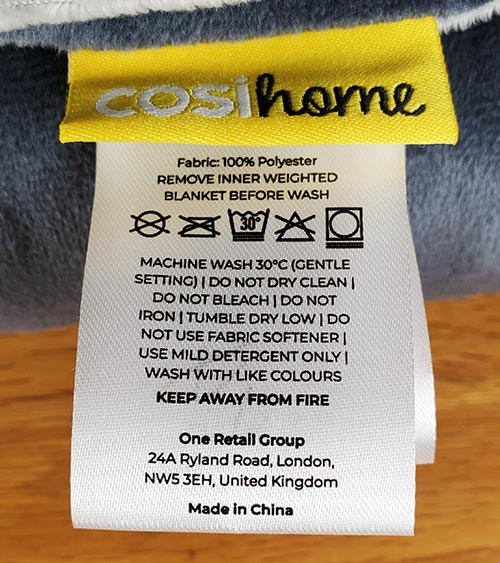 cosihome
Fabric: 100% Polyester
REMOVE INNER WEIGHTED
BLANKET BEFORE WASH
30°
MACHINE WASH 30°C (GENTLE
SETTING) | DO NOT DRY CLEAN |
DO NOT BLEACH | DO NOT
IRON | TUMBLE DRY LOW | DO
NOT USE FABRIC SOFTENER |
USE MILD DETERGENT ONLY |
WASH WITH LIKE COLOURS
KEEP AWAY FROM FIRE
One Retail Group
24A Ryland Road, London,
NW5 3EH, United Kingdom
Made in China